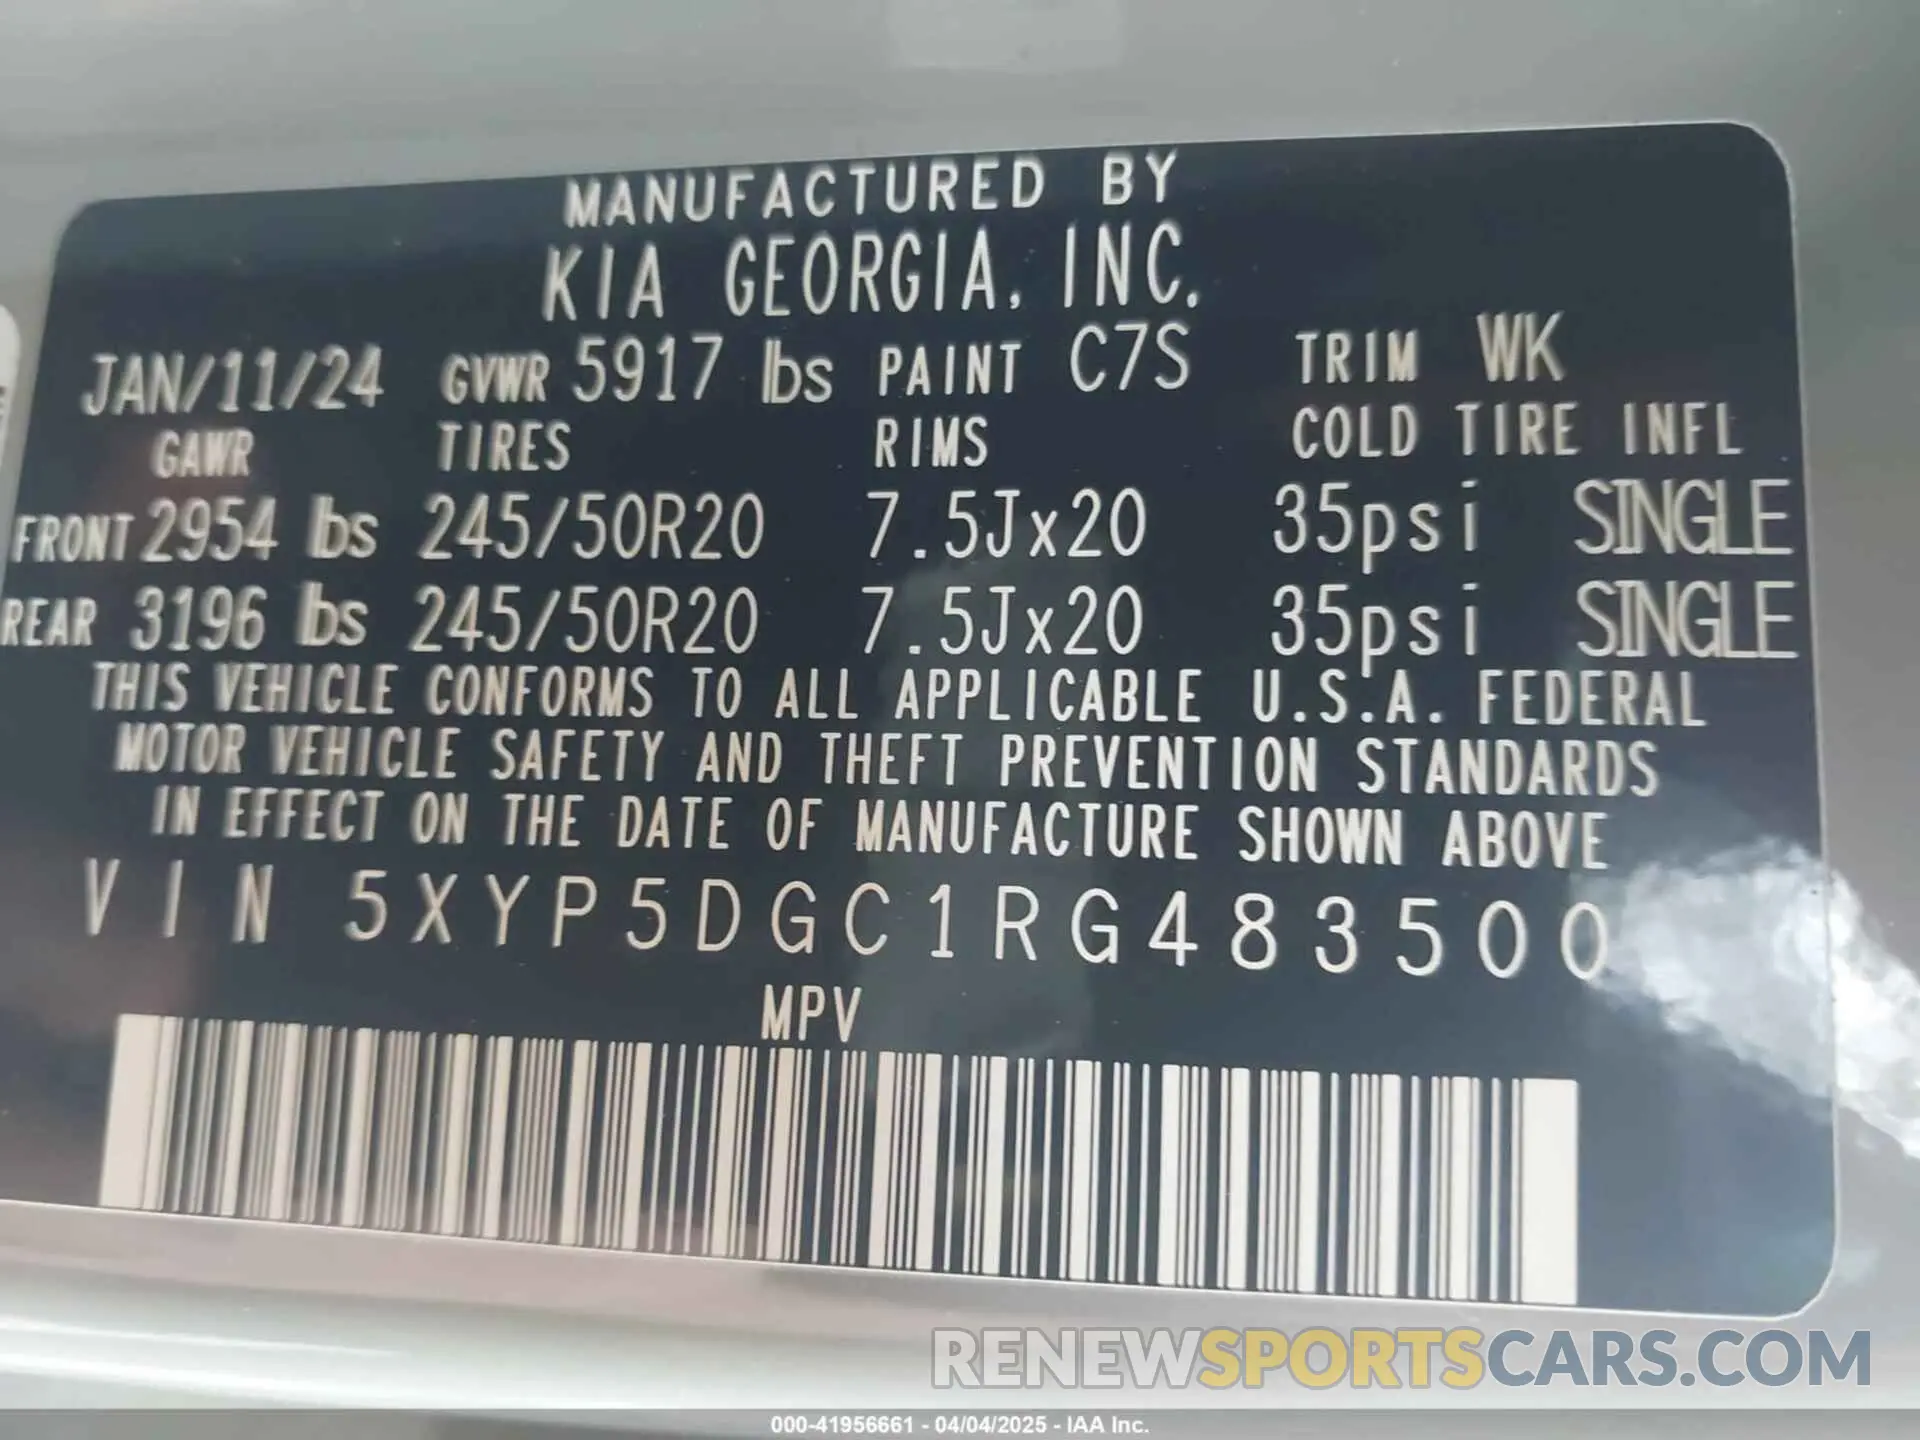 MANUFACTURED BY
KIA GEORGIA, INC.
JAN/11/24 GVWR 5917 lbs PAINT C7S TRIM WK
GAWR TIRES RIMS COLD TIRE INFL
FRONT 2954 lbs 245/50R20 7.5Jx20 35psi SINGLE
REAR 3196 lbs 245/50R20 7.5Jx20 35psi SINGLE
THIS VEHICLE CONFORMS TO ALL APPLICABLE U.S.A. FEDERAL
MOTOR VEHICLE SAFETY AND THEFT PREVENTION STANDARDS
IN EFFECT ON THE DATE OF MANUFACTURE SHOWN ABOVE
VIN 5XYP5DGC1RG483500
MPV
RENEWSPORTSCARS.COM
000-41956661 - 04/04/2025 - IAA Inc.